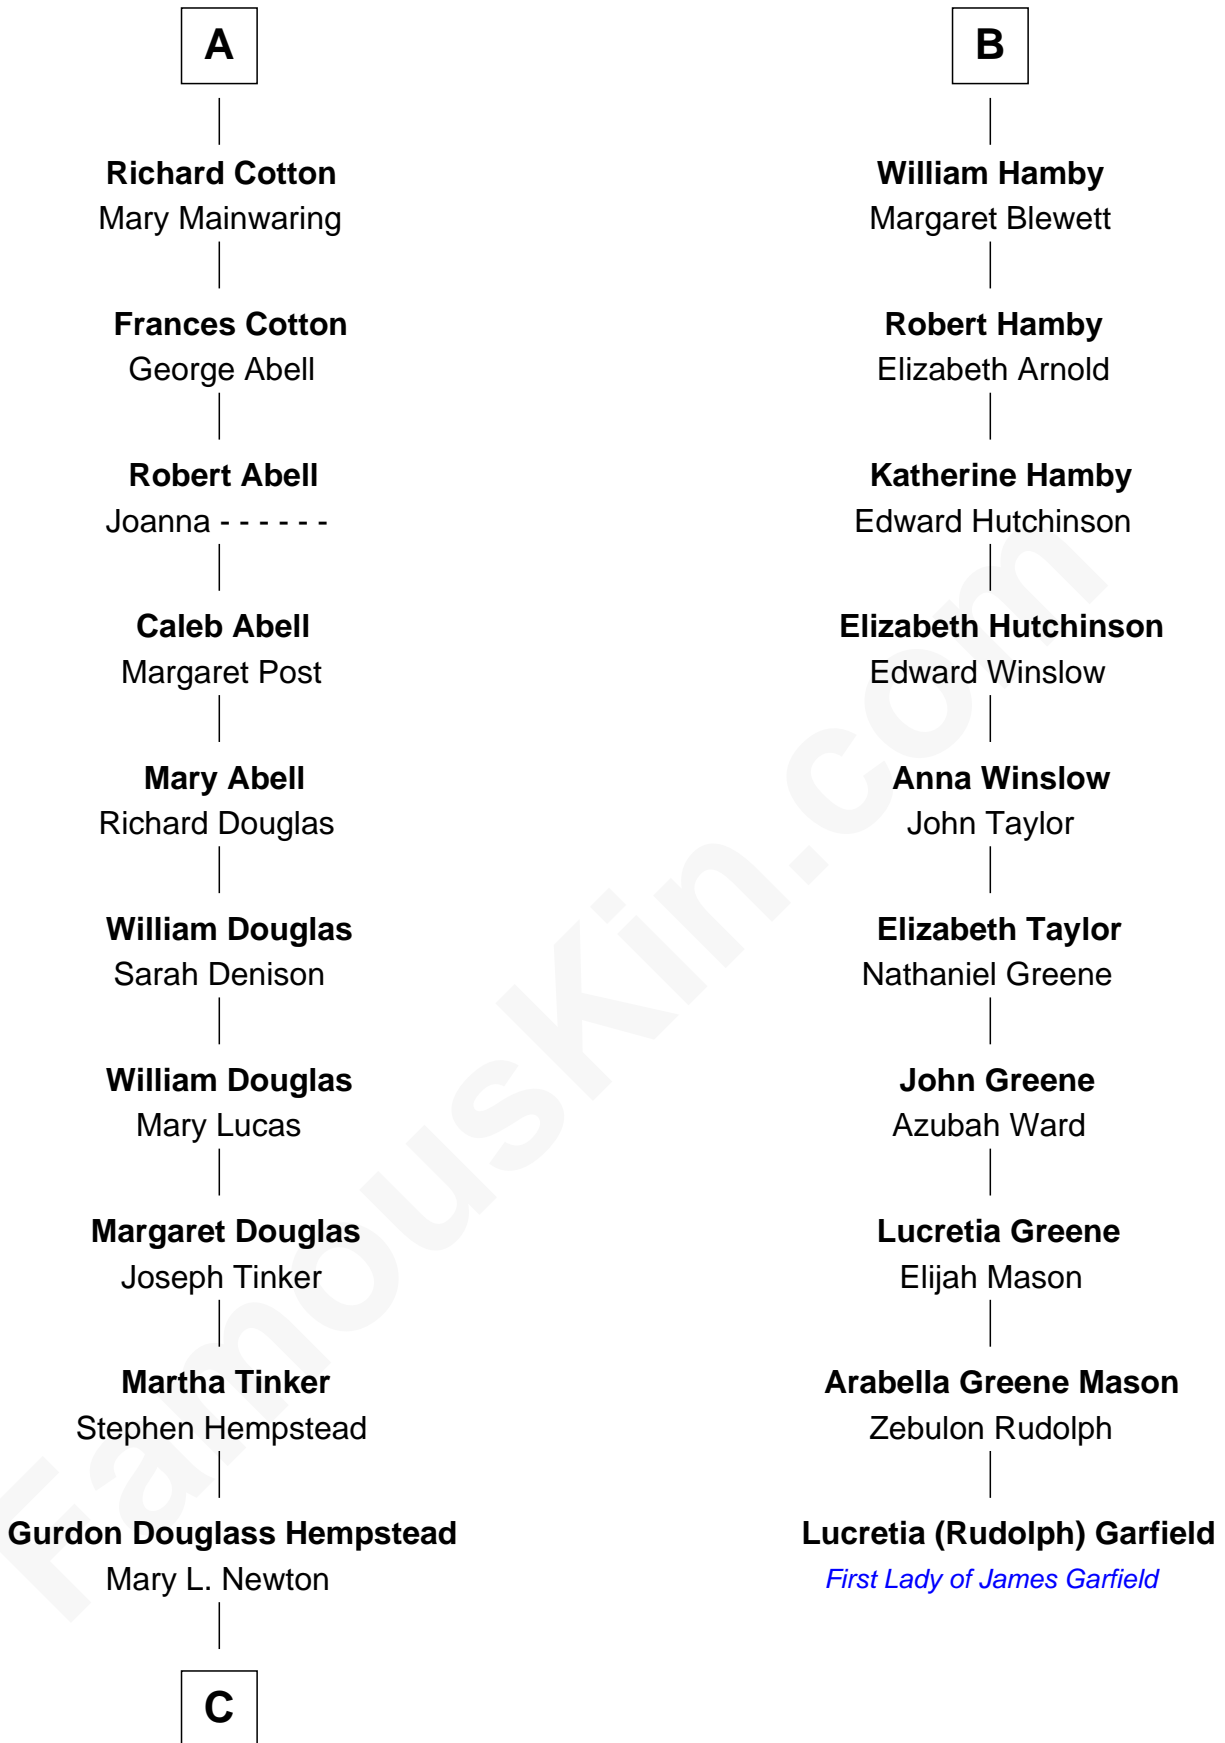 A
Richard Cotton
Mary Mainwaring
Frances Cotton
George Abell
Robert Abell
Joanna - - - - - -
Caleb Abell
Margaret Post
Mary Abell
Richard Douglas
William Douglas
Sarah Denison
William Douglas
Mary Lucas
Margaret Douglas
Joseph Tinker
Martha Tinker
Stephen Hempstead
Gurdon Douglass Hempstead
Mary L. Newton
C
B
William Hamby
Margaret Blewett
Robert Hamby
Elizabeth Arnold
Katherine Hamby
Edward Hutchinson
Elizabeth Hutchinson
Edward Winslow
Anna Winslow
John Taylor
Elizabeth Taylor
Nathaniel Greene
John Greene
Azubah Ward
Lucretia Greene
Elijah Mason
Arabella Greene Mason
Zebulon Rudolph
Lucretia (Rudolph) Garfield
First Lady of James Garfield
FamousKin.com